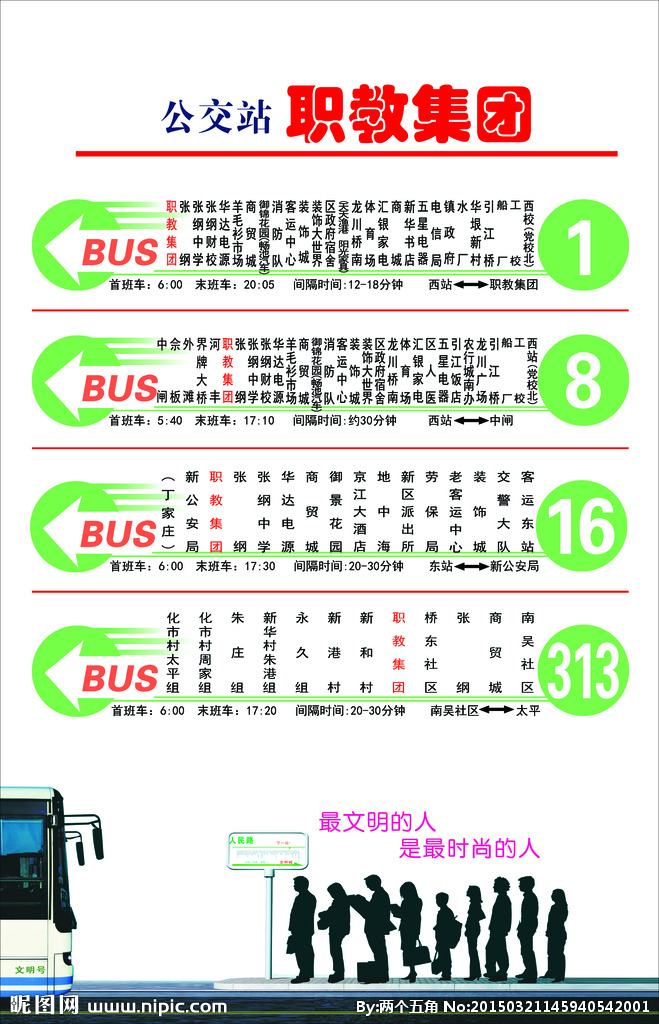 公交站 职教集团
BUS
职教集团 张纲 张纲中学 张纲财校 华达电源 羊毛衫市场 商贸城 御锦花园(畅池汽车) 消防队 客运中心 装饰城 装饰大世界 区政府宿舍 龙川桥南 体育场 汇银家电 商城 新华书店 五星电器 电信局 镇政府 水厂 华垠新村 引江桥 船厂 工校 西校(党校北)
1
首班车：6:00 末班车：20:05 间隔时间:12-18分钟 西站 职教集团
BUS
中闸 佘板 外滩 界牌大桥 河丰 职教集团 张纲 张纲中学 张纲财校 华达电源 羊毛衫市场 商贸城 御锦花园(畅池汽车) 消防队 客运中心 装饰城 装饰大世界 区政府宿舍 龙川桥南 体育场 汇银家电 区人医 五星电器 引江饭店 农行城南办 龙川广场 引江桥 船厂 工校 西站(党校北)
8
首班车：5:40 末班车：17:10 间隔时间:约30分钟 西站 中闸
BUS
(丁家庄) 新公安局 职教集团 张纲 张纲中学 华达电源 商贸城 御景花园 京江大酒店 地中海 新区派出所 劳保局 老客运中心 装饰城 交警大队 客运东站
16
首班车：6:00 末班车：17:30 间隔时间:20-30分钟 东站 新公安局
BUS
化市村太平组 化市村周家组 朱庄组 新华村朱港组 永久组 新港村 新和村 职教集团 桥东社区 张纲 商贸城 南吴社区
313
首班车：6:00 末班车：17:20 间隔时间:20-30分钟 南吴社区 太平
最文明的人
是最时尚的人
人民路
文明号
昵图网 www.nipic.com By:两个五角 No:20150321145940542001